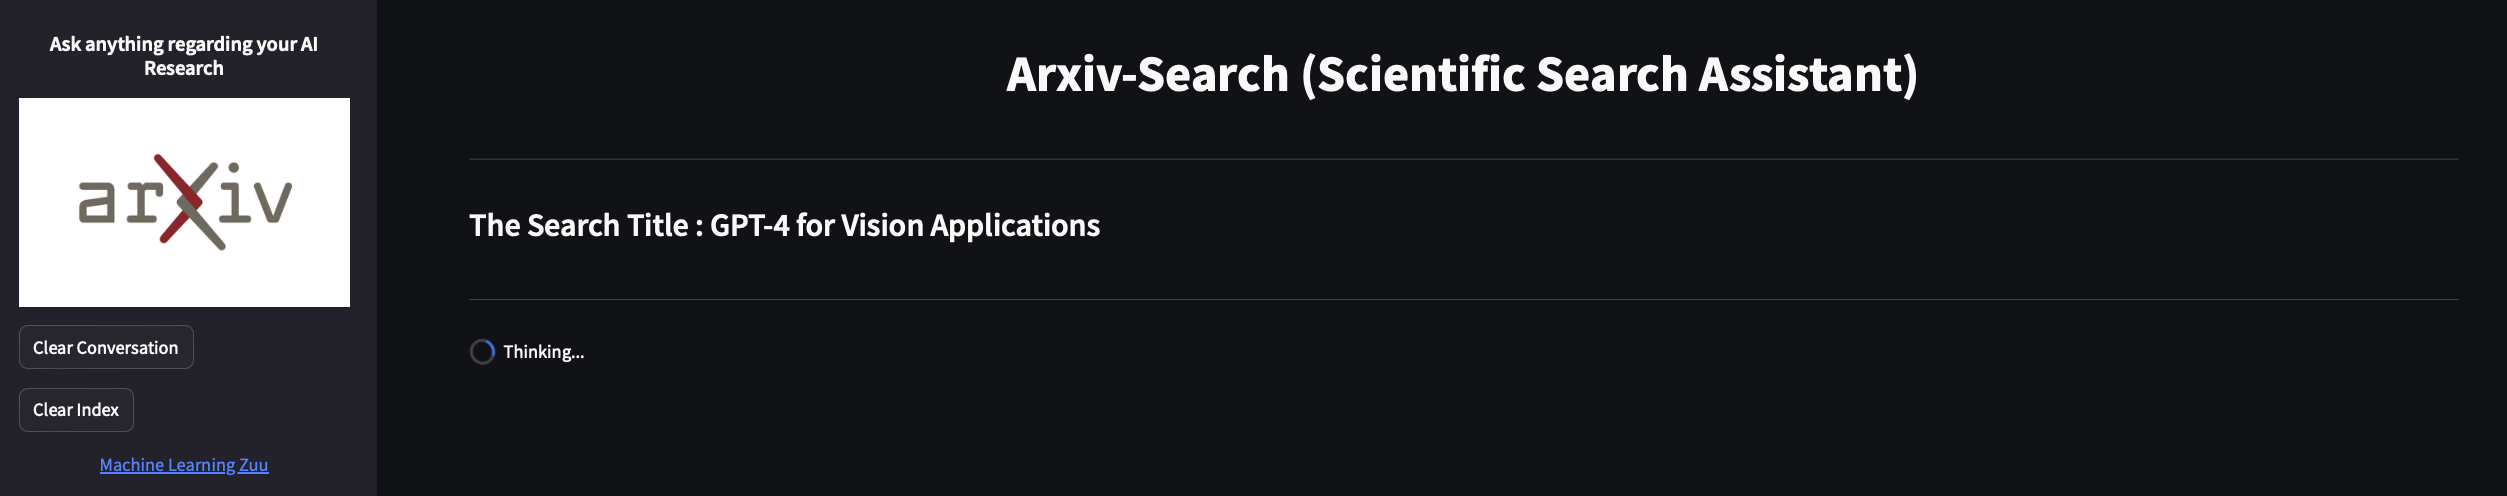 Ask anything regarding your AI
Research
arXiv
Clear Conversation
Clear Index
Machine Learning Zuu
Arxiv-Search (Scientific Search Assistant)
The Search Title : GPT-4 for Vision Applications
Thinking...